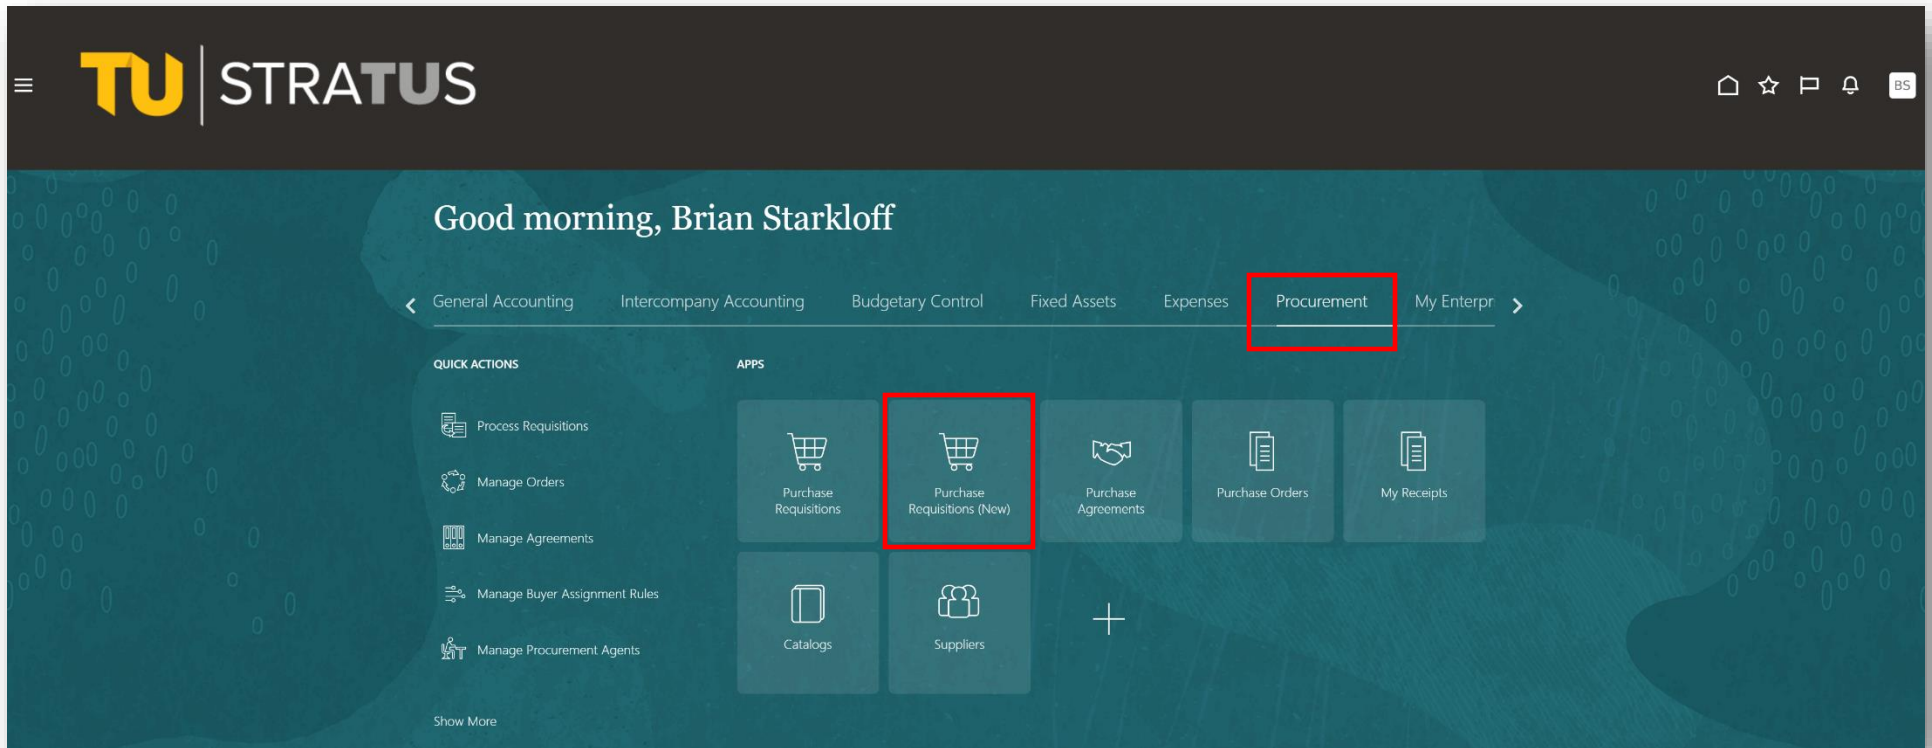 TU STRATUS
BS
Good morning, Brian Starkloff
General Accounting Intercompany Accounting Budgetary Control Fixed Assets Expenses Procurement My Enterpr
QUICK ACTIONS
APPS
Process Requisitions
Manage Orders
Manage Agreements
Manage Buyer Assignment Rules
Manage Procurement Agents
Show More
Purchase
Requisitions
Purchase
Requisitions (New)
Purchase
Agreements
Purchase Orders
My Receipts
Catalogs
Suppliers